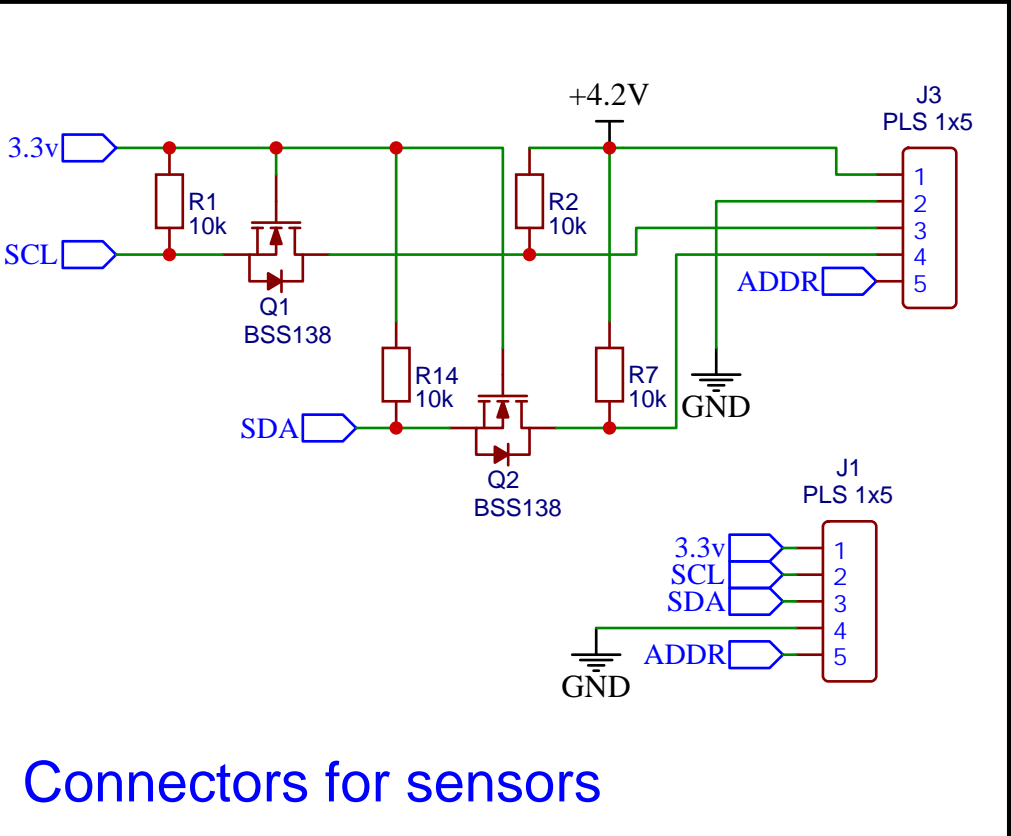 +4.2V
J3
PLS 1x5
3.3v
R1
10k
R2
10k
1
2
3
4
5
SCL
ADDR
Q1
BSS138
R14
10k
R7
10k
GND
SDA
Q2
BSS138
J1
PLS 1x5
3.3v
SCL
SDA
ADDR
1
2
3
4
5
GND
Connectors for sensors